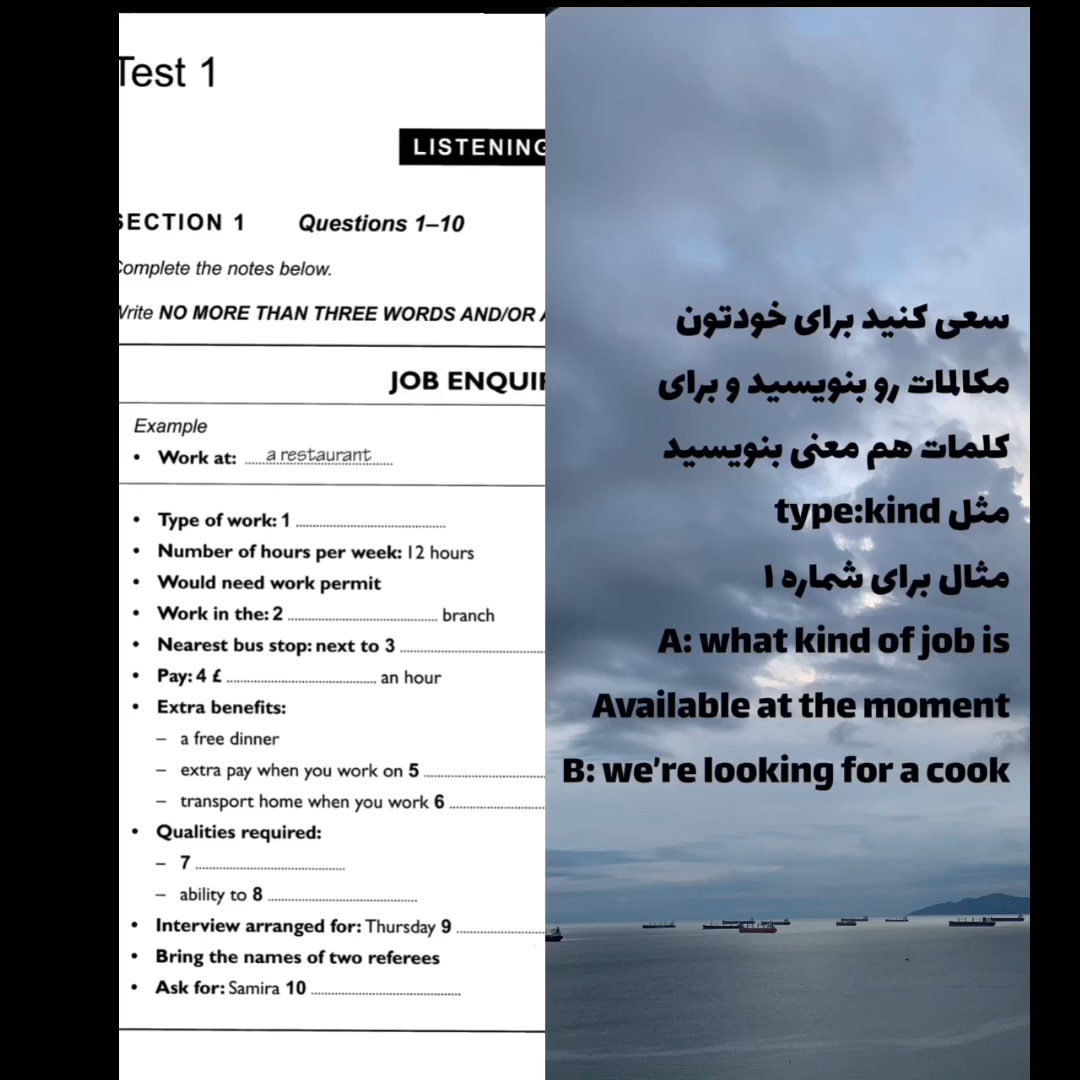 Test 1
LISTENING
SECTION 1 Questions 1–10
Complete the notes below.
Write NO MORE THAN THREE WORDS AND/OR
JOB ENQUI
Example
• Work at: a restaurant
• Type of work: 1
• Number of hours per week: 12 hours
• Would need work permit
• Work in the: 2 branch
• Nearest bus stop: next to 3
• Pay: 4 £ an hour
• Extra benefits:
– a free dinner
– extra pay when you work on 5
– transport home when you work 6
• Qualities required:
– 7
– ability to 8
• Interview arranged for: Thursday 9
• Bring the names of two referees
• Ask for: Samira 10
سعی کنید برای خودتون
مکالمات رو بنویسید و برای
کلمات هم معنی بنویسید
مثل type:kind
مثال برای شماره ۱
A: what kind of job is
Available at the moment
B: we're looking for a cook